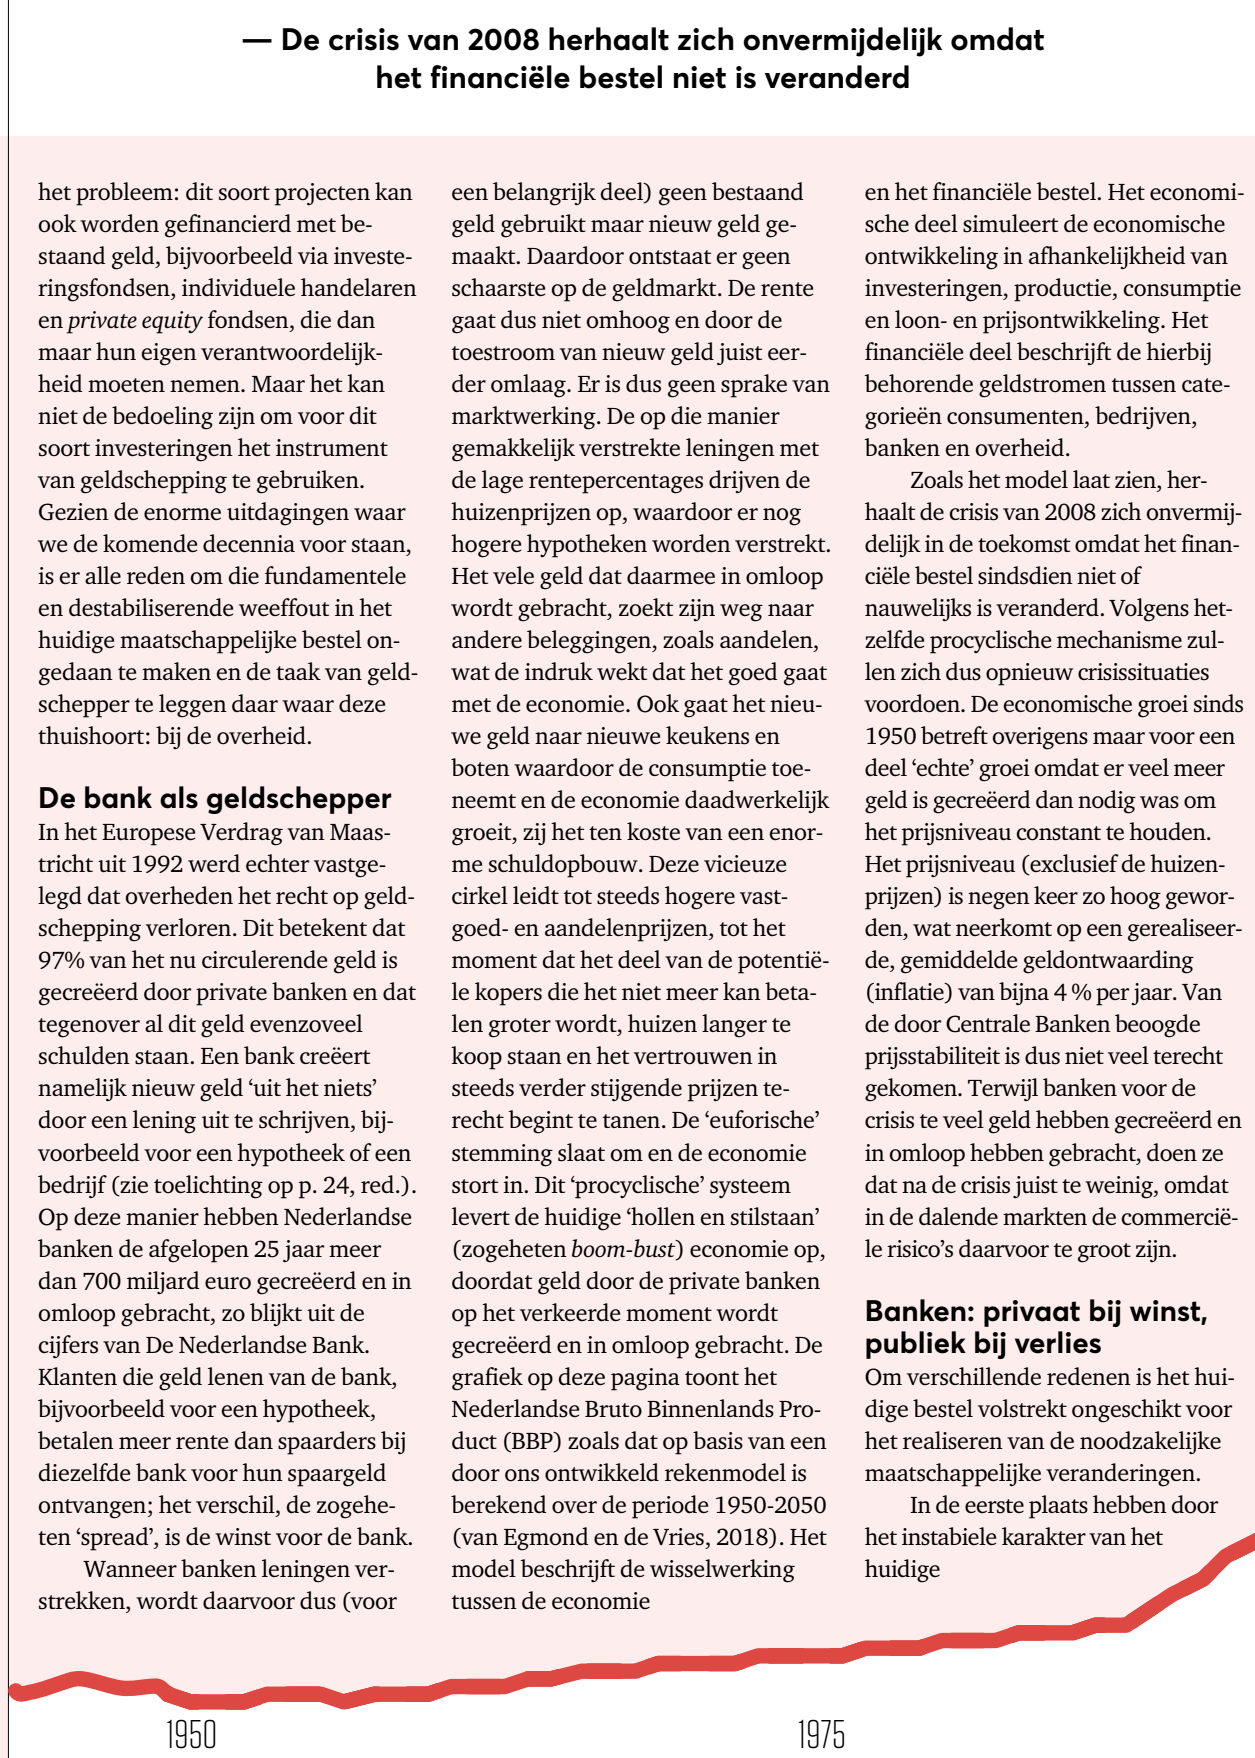 — De crisis van 2008 herhaalt zich onvermijdelijk omdat
het financiële bestel niet is veranderd
het probleem: dit soort projecten kan
ook worden gefinancierd met be-
staand geld, bijvoorbeeld via investe-
ringsfondsen, individuele handelaren
en private equity fondsen, die dan
maar hun eigen verantwoordelijk-
heid moeten nemen. Maar het kan
niet de bedoeling zijn om voor dit
soort investeringen het instrument
van geldschepping te gebruiken.
Gezien de enorme uitdagingen waar
we de komende decennia voor staan,
is er alle reden om die fundamentele
en destabiliserende weeffout in het
huidige maatschappelijke bestel on-
gedaan te maken en de taak van geld-
schepper te leggen daar waar deze
thuishoort: bij de overheid.
De bank als geldschepper
In het Europese Verdrag van Maas-
tricht uit 1992 werd echter vastge-
legd dat overheden het recht op geld-
schepping verloren. Dit betekent dat
97% van het nu circulerende geld is
gecreëerd door private banken en dat
tegenover al dit geld evenzoveel
schulden staan. Een bank creëert
namelijk nieuw geld ‘uit het niets’
door een lening uit te schrijven, bij-
voorbeeld voor een hypotheek of een
bedrijf (zie toelichting op p. 24, red.).
Op deze manier hebben Nederlandse
banken de afgelopen 25 jaar meer
dan 700 miljard euro gecreëerd en in
omloop gebracht, zo blijkt uit de
cijfers van De Nederlandse Bank.
Klanten die geld lenen van de bank,
bijvoorbeeld voor een hypotheek,
betalen meer rente dan spaarders bij
diezelfde bank voor hun spaargeld
ontvangen; het verschil, de zogehe-
ten ‘spread’, is de winst voor de bank.
Wanneer banken leningen ver-
strekken, wordt daarvoor dus (voor
een belangrijk deel) geen bestaand
geld gebruikt maar nieuw geld ge-
maakt. Daardoor ontstaat er geen
schaarste op de geldmarkt. De rente
gaat dus niet omhoog en door de
toestroom van nieuw geld juist eer-
der omlaag. Er is dus geen sprake van
marktwerking. De op die manier
gemakkelijk verstrekte leningen met
de lage rentepercentages drijven de
huizenprijzen op, waardoor er nog
hogere hypotheken worden verstrekt.
Het vele geld dat daarmee in omloop
wordt gebracht, zoekt zijn weg naar
andere beleggingen, zoals aandelen,
wat de indruk wekt dat het goed gaat
met de economie. Ook gaat het nieu-
we geld naar nieuwe keukens en
boten waardoor de consumptie toe-
neemt en de economie daadwerkelijk
groeit, zij het ten koste van een enor-
me schuldopbouw. Deze vicieuze
cirkel leidt tot steeds hogere vast-
goed- en aandelenprijzen, tot het
moment dat het deel van de potentië-
le kopers die het niet meer kan beta-
len groter wordt, huizen langer te
koop staan en het vertrouwen in
steeds verder stijgende prijzen te-
recht begint te tanen. De ‘euforische’
stemming slaat om en de economie
stort in. Dit ‘procyclische’ systeem
levert de huidige ‘hollen en stilstaan’
(zogeheten boom-bust) economie op,
doordat geld door de private banken
op het verkeerde moment wordt
gecreëerd en in omloop gebracht. De
grafiek op deze pagina toont het
Nederlandse Bruto Binnenlands Pro-
duct (BBP) zoals dat op basis van een
door ons ontwikkeld rekenmodel is
berekend over de periode 1950-2050
(van Egmond en de Vries, 2018). Het
model beschrijft de wisselwerking
tussen de economie
en het financiële bestel. Het economi-
sche deel simuleert de economische
ontwikkeling in afhankelijkheid van
investeringen, productie, consumptie
en loon- en prijsontwikkeling. Het
financiële deel beschrijft de hierbij
behorende geldstromen tussen cate-
gorieën consumenten, bedrijven,
banken en overheid.
Zoals het model laat zien, her-
haalt de crisis van 2008 zich onvermij-
delijk in de toekomst omdat het finan-
ciële bestel sindsdien niet of
nauwelijks is veranderd. Volgens het-
zelfde procyclische mechanisme zul-
len zich dus opnieuw crisissituaties
voordoen. De economische groei sinds
1950 betreft overigens maar voor een
deel ‘echte’ groei omdat er veel meer
geld is gecreëerd dan nodig was om
het prijsniveau constant te houden.
Het prijsniveau (exclusief de huizen-
prijzen) is negen keer zo hoog gewor-
den, wat neerkomt op een gerealiseer-
de, gemiddelde geldontwaarding
(inflatie) van bijna 4 % per jaar. Van
de door Centrale Banken beoogde
prijsstabiliteit is dus niet veel terecht
gekomen. Terwijl banken voor de
crisis te veel geld hebben gecreëerd en
in omloop hebben gebracht, doen ze
dat na de crisis juist te weinig, omdat
in de dalende markten de commercië-
le risico’s daarvoor te groot zijn.
Banken: privaat bij winst,
publiek bij verlies
Om verschillende redenen is het hui-
dige bestel volstrekt ongeschikt voor
het realiseren van de noodzakelijke
maatschappelijke veranderingen.
In de eerste plaats hebben door
het instabiele karakter van het
huidige
1950
1975